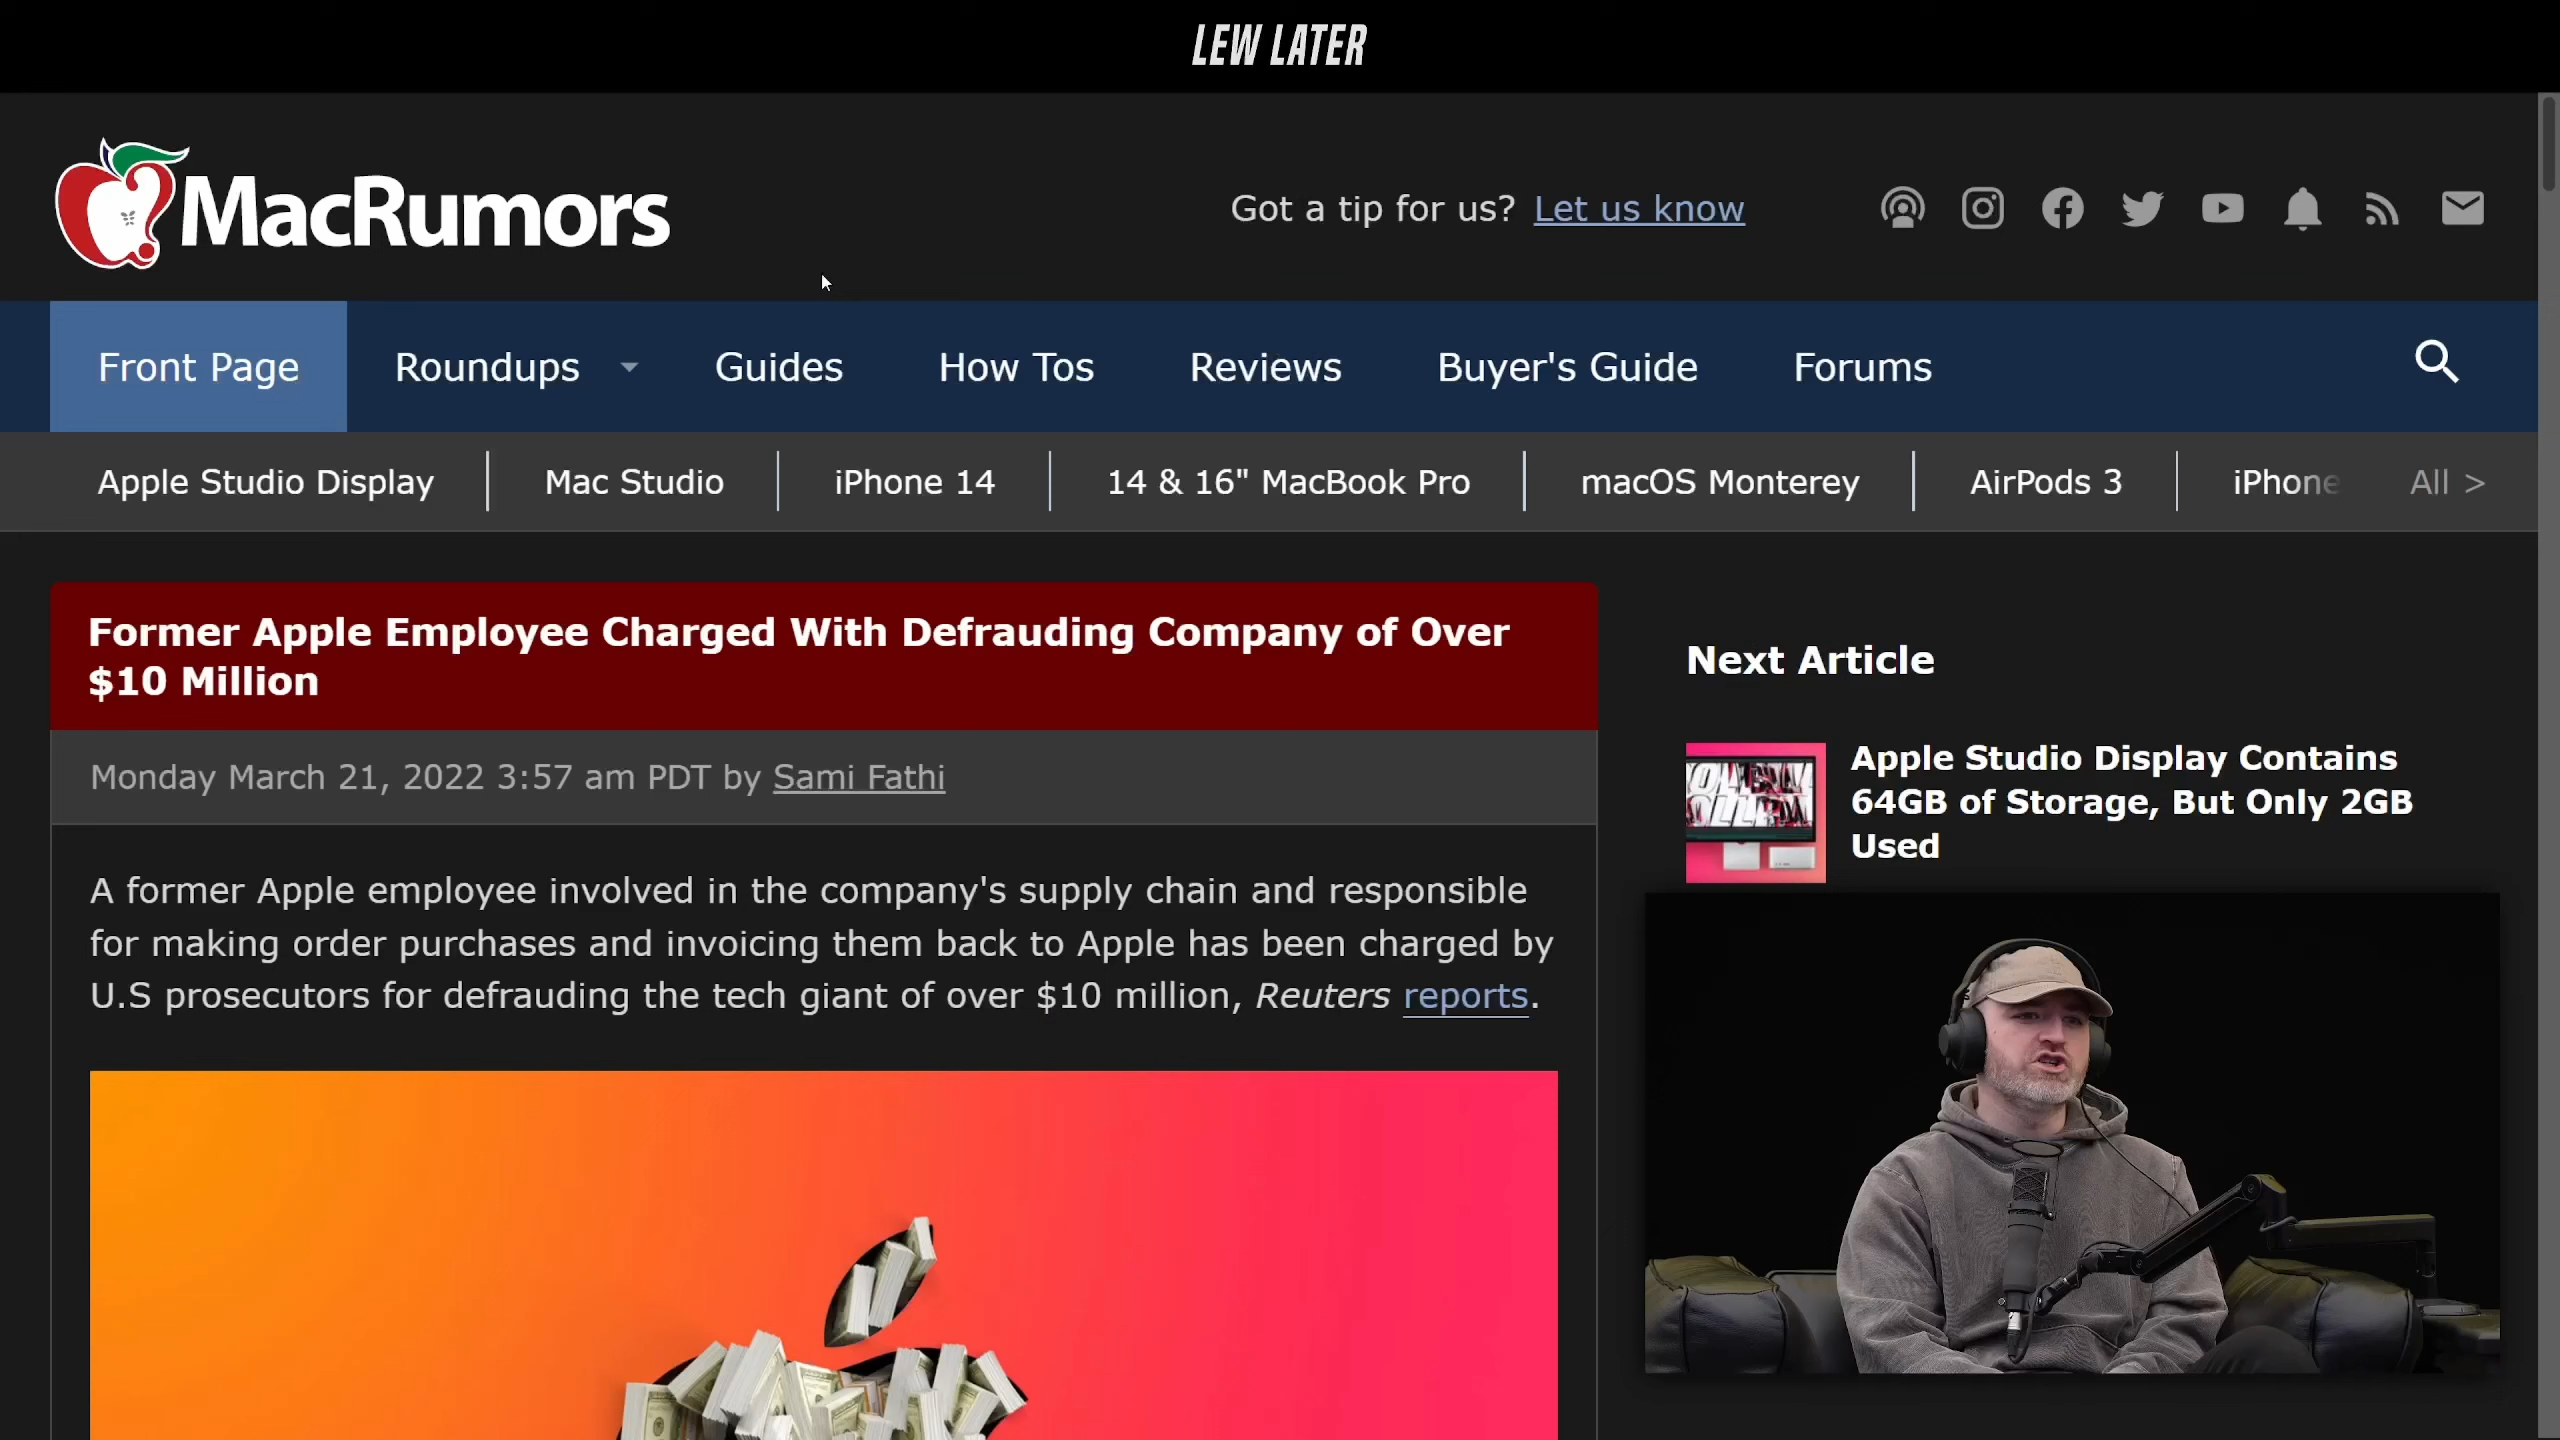 LEW LATER
MacRumors
Got a tip for us? Let us know
Front Page
Roundups
Guides
How Tos
Reviews
Buyer's Guide
Forums
Apple Studio Display
Mac Studio
iPhone 14
14 & 16" MacBook Pro
macOS Monterey
AirPods 3
iPhone
All >
Former Apple Employee Charged With Defrauding Company of Over
$10 Million
Monday March 21, 2022 3:57 am PDT by Sami Fathi
A former Apple employee involved in the company's supply chain and responsible
for making order purchases and invoicing them back to Apple has been charged by
U.S prosecutors for defrauding the tech giant of over $10 million, Reuters reports.
Next Article
Apple Studio Display Contains
64GB of Storage, But Only 2GB
Used